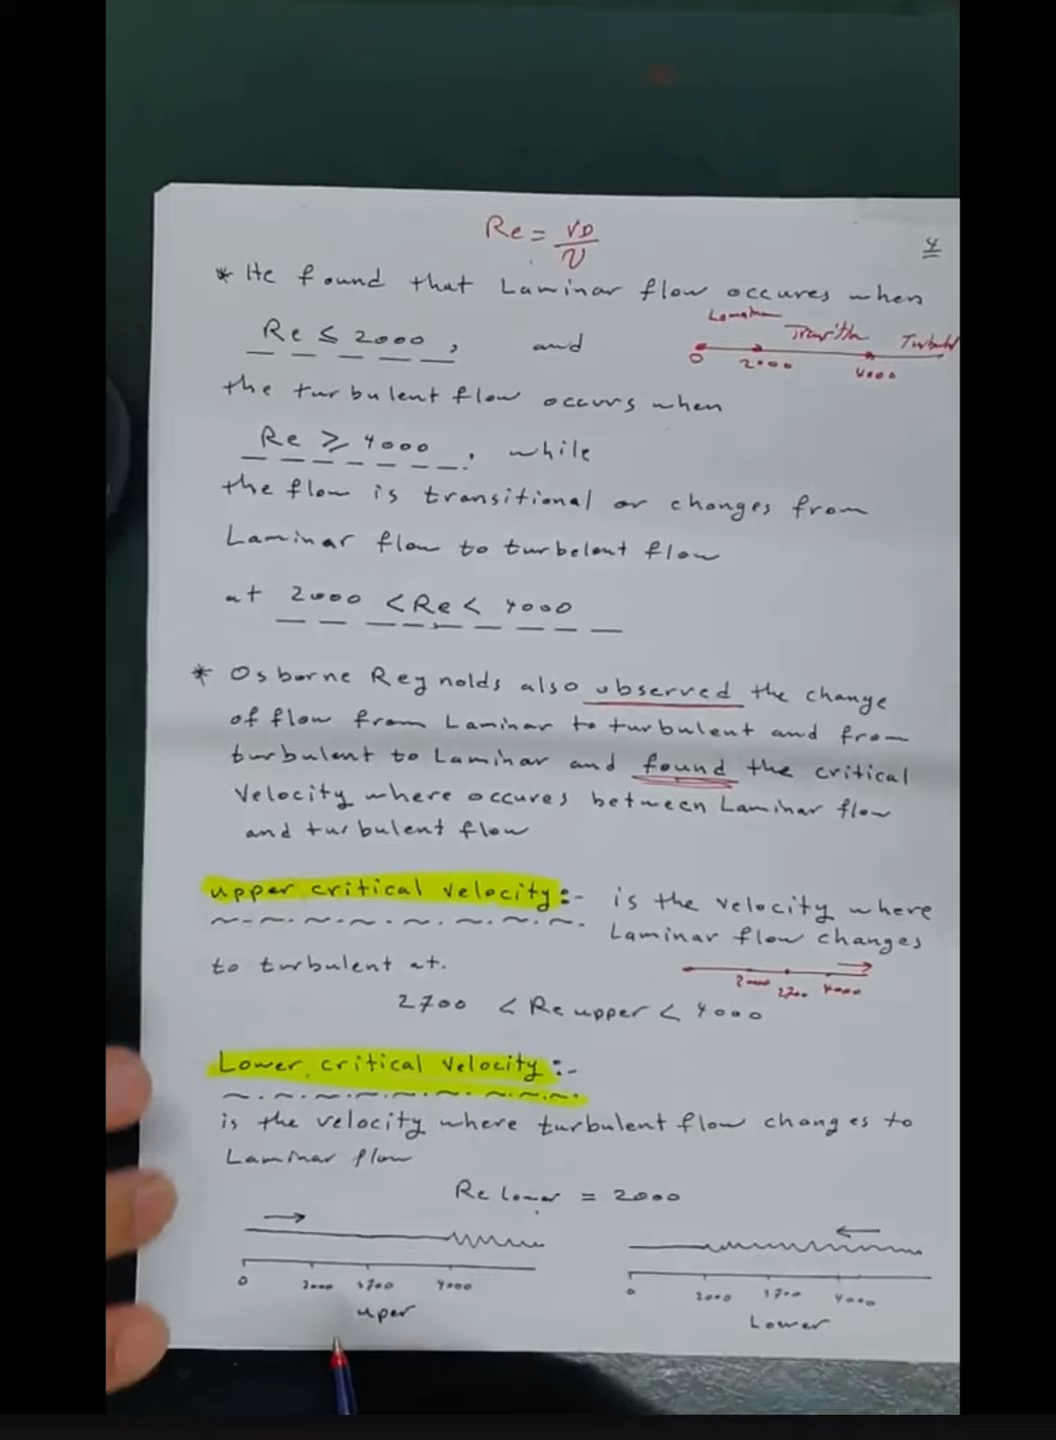 Re = VD/ν
4
* He found that Laminar flow occures when
Re ≤ 2000, and
Laminar Transition Turbulent
0 2000 4000
the turbulent flow occurs when
Re ≥ 4000, while
the flow is transitional or changes from
Laminar flow to turbelent flow
at 2000 < Re < 4000
* Osborne Reynolds also observed the change
of flow from Laminar to turbulent and from
turbulent to Laminar and found the critical
Velocity where occures between Laminar flow
and turbulent flow
upper critical velocity:- is the velocity where
Laminar flow changes
to turbulent at.
2000 2700 4000
2700 < Re upper < 4000
Lower critical velocity:-
is the velocity where turbulent flow changes to
Laminar flow
Re lower = 2000
0 2000 2700 4000
uper
0 2000 2700 4000
Lower